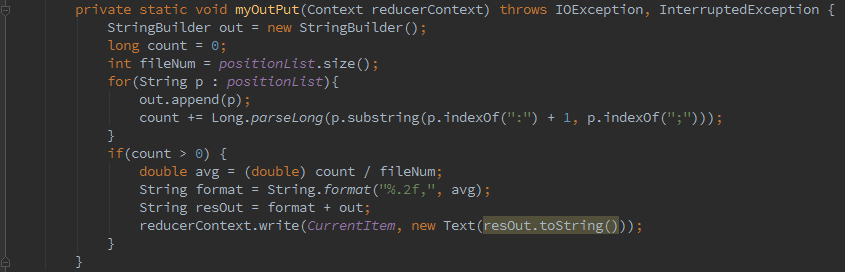 private static void myOutPut(Context reducerContext) throws IOException, InterruptedException {
    StringBuilder out = new StringBuilder();
    long count = 0;
    int fileNum = positionList.size();
    for(String p : positionList){
        out.append(p);
        count += Long.parseLong(p.substring(p.indexOf(":") + 1, p.indexOf(";")));
    }
    if(count > 0) {
        double avg = (double) count / fileNum;
        String format = String.format("%.2f,", avg);
        String resOut = format + out;
        reducerContext.write(CurrentItem, new Text(resOut.toString()));
    }
}